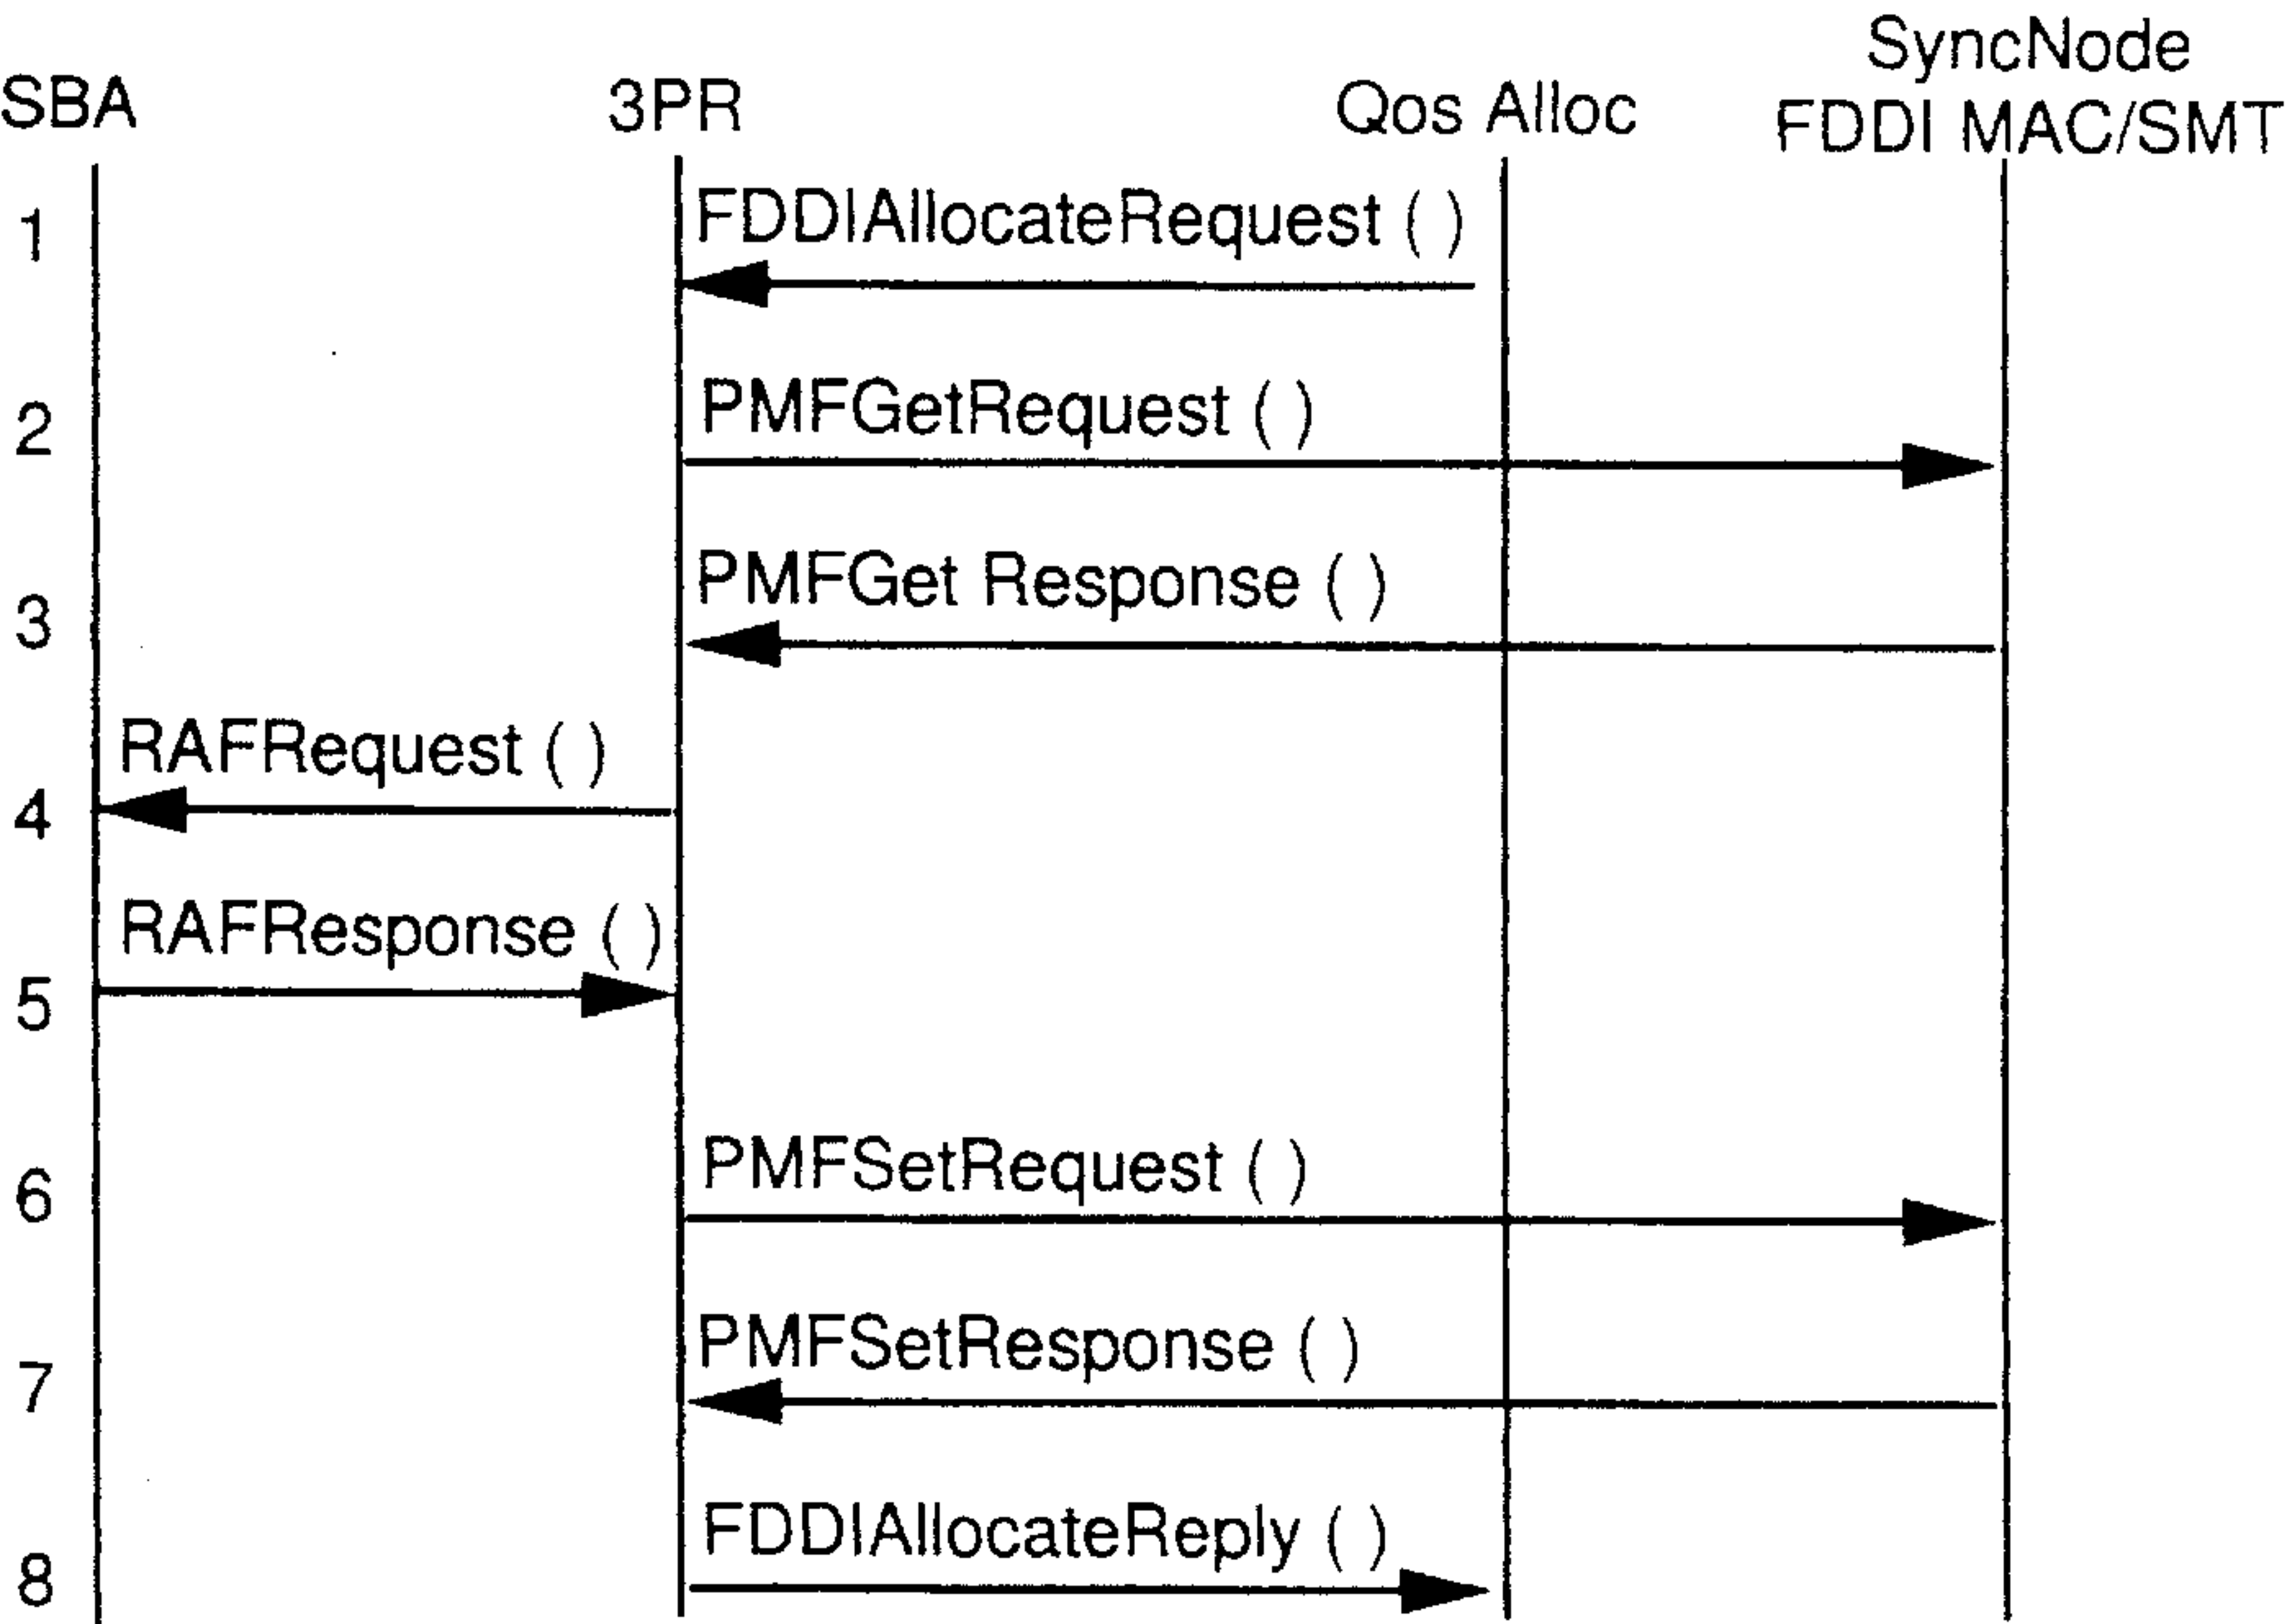 SBA
3PR
Qos Alloc
SyncNode
FDDI MAC/SMT
1
FDDIAllocateRequest ( )
2
PMFGetRequest ( )
3
PMFGet Response ( )
4
RAFRequest ( )
5
RAFResponse ( )
6
PMFSetRequest ( )
7
PMFSetResponse ( )
8
FDDIAllocateReply ( )